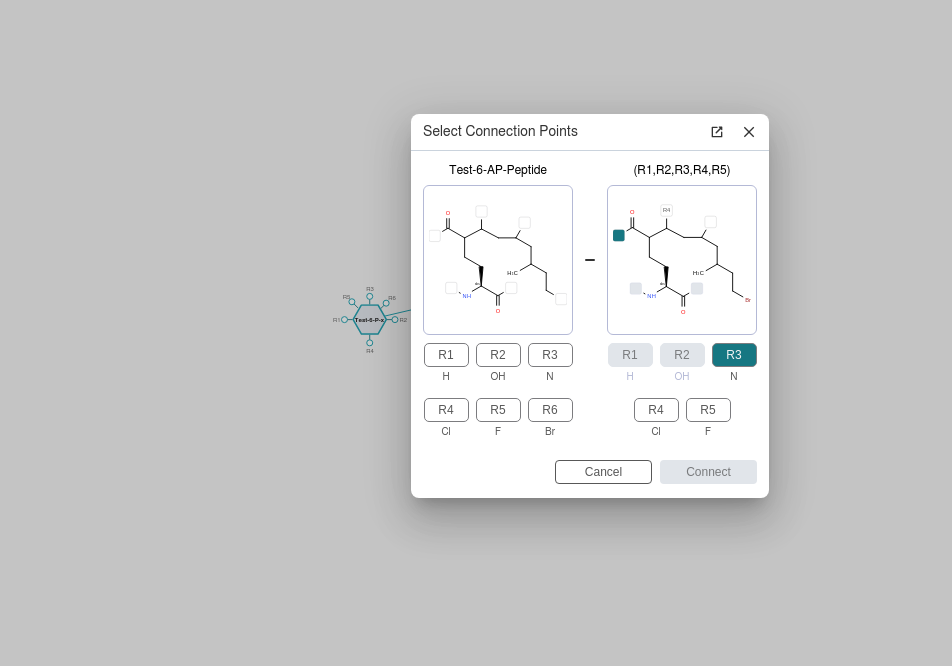 Select Connection Points
Test-6-AP-Peptide
(R1,R2,R3,R4,R5)
O
H₃C
NH
O
O
R4
H₃C
NH
O
Br
R1 R2 R3
H OH N
R4 R5 R6
Cl F Br
R1 R2 R3
H OH N
R4 R5
Cl F
Cancel Connect
R3
R5 R6
R1 Test-6-P-x R2
R4